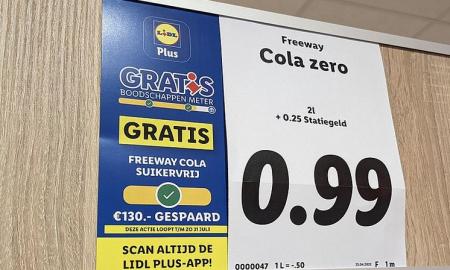 LIDL
Plus
GRATIS
BOODSCHAPPEN METER
GRATIS
FREEWAY COLA
SUIKERVRIJ
€130.- GESPAARD
DEZE ACTIE LOOPT T/M ZO 31 JULI
SCAN ALTIJD DE
LIDL PLUS-APP!
Freeway
Cola zero
2l
+ 0.25 Statiegeld
0.99
0000047 1 L = -.50
F 1 m